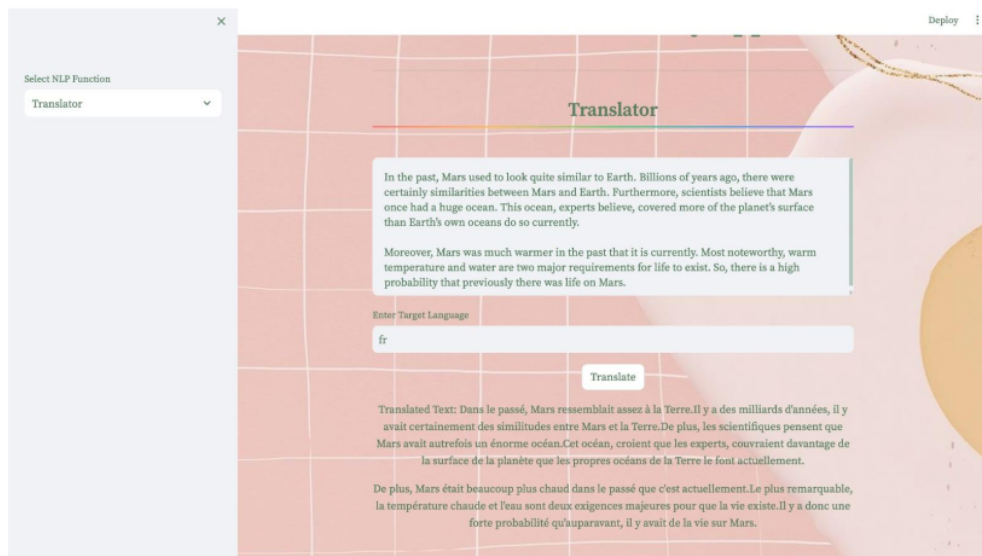 Deploy
Select NLP Function
Translator
Translator
In the past, Mars used to look quite similar to Earth. Billions of years ago, there were
certainly similarities between Mars and Earth. Furthermore, scientists believe that Mars
once had a huge ocean. This ocean, experts believe, covered more of the planet's surface
than Earth's own oceans do so currently.
Moreover, Mars was much warmer in the past that it is currently. Most noteworthy, warm
temperature and water are two major requirements for life to exist. So, there is a high
probability that previously there was life on Mars.
Enter Target Language
fr
Translate
Translated Text: Dans le passé, Mars ressemblait assez à la Terre.Il y a des milliards d'années, il y
avait certainement des similitudes entre Mars et la Terre.De plus, les scientifiques pensent que
Mars avait autrefois un énorme océan.Cet océan, croient que les experts, couvraient davantage de
la surface de la planète que les propres océans de la Terre le font actuellement.
De plus, Mars était beaucoup plus chaud dans le passé que c'est actuellement.Le plus remarquable,
la température chaude et l'eau sont deux exigences majeures pour que la vie existe.Il y a donc une
forte probabilité qu'auparavant, il y avait de la vie sur Mars.